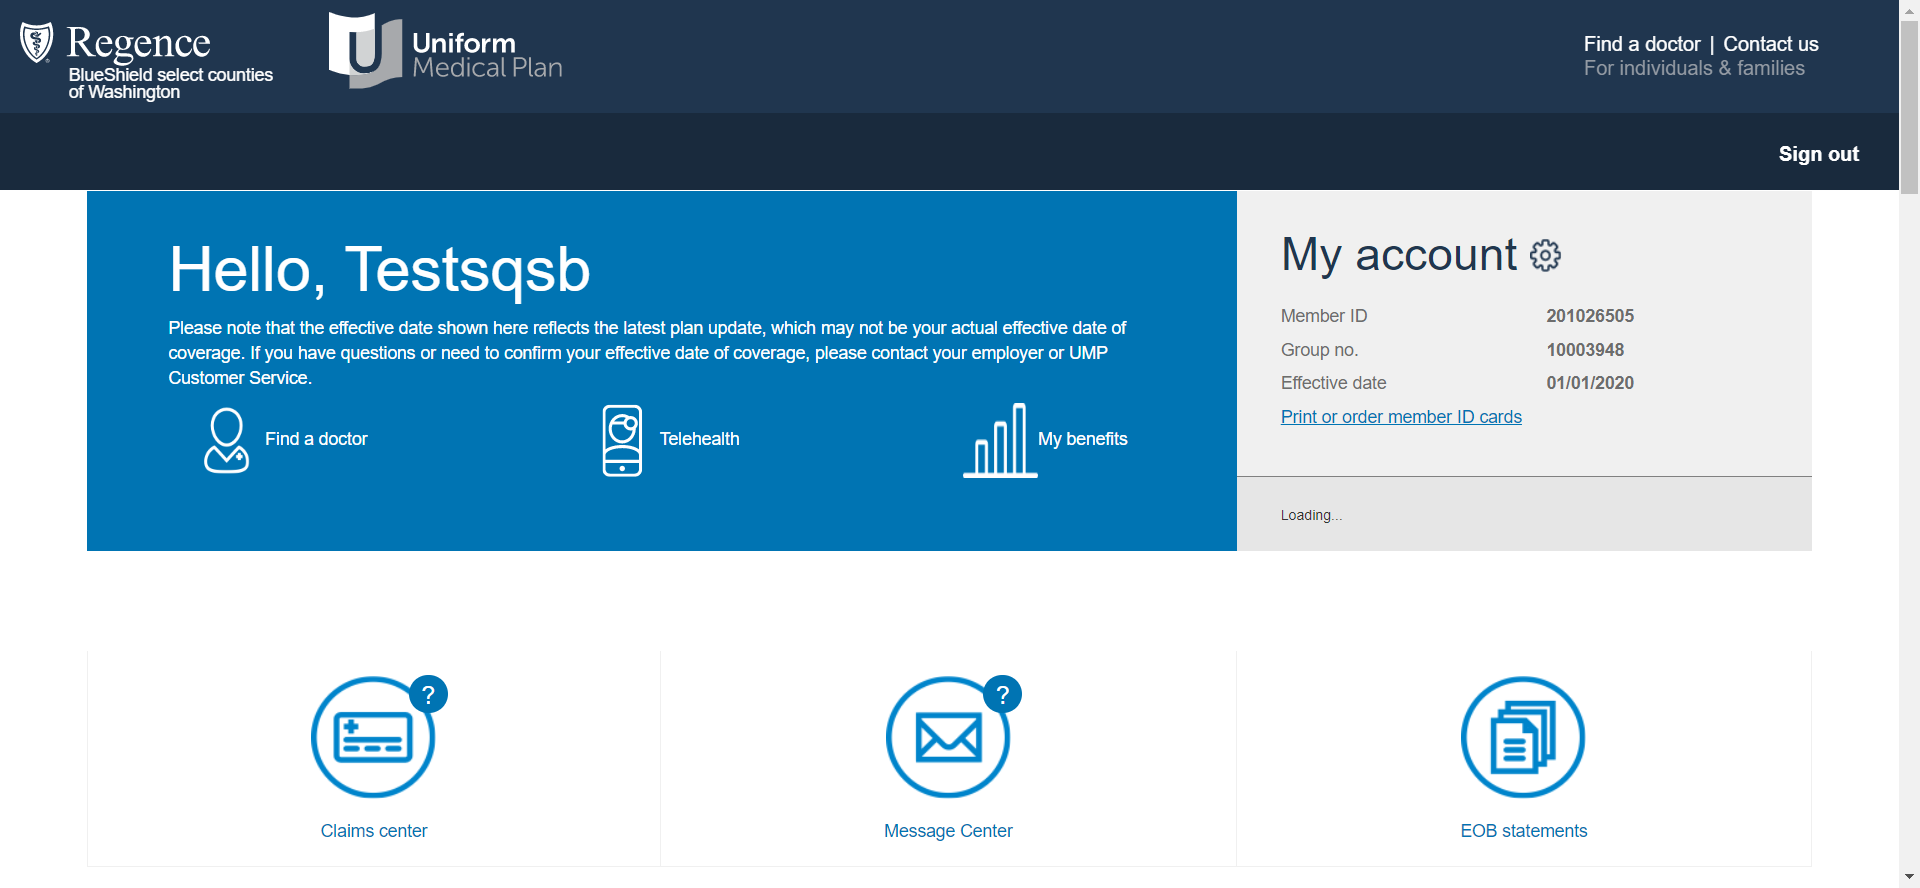 Regence
BlueShield select counties
of Washington
U Uniform
Medical Plan
Find a doctor | Contact us
For individuals & families
Sign out
Hello, Testsqsb
Please note that the effective date shown here reflects the latest plan update, which may not be your actual effective date of
coverage. If you have questions or need to confirm your effective date of coverage, please contact your employer or UMP
Customer Service.
Find a doctor
Telehealth
My benefits
My account
Member ID 201026505
Group no. 10003948
Effective date 01/01/2020
Print or order member ID cards
Loading...
?
Claims center
?
Message Center
EOB statements